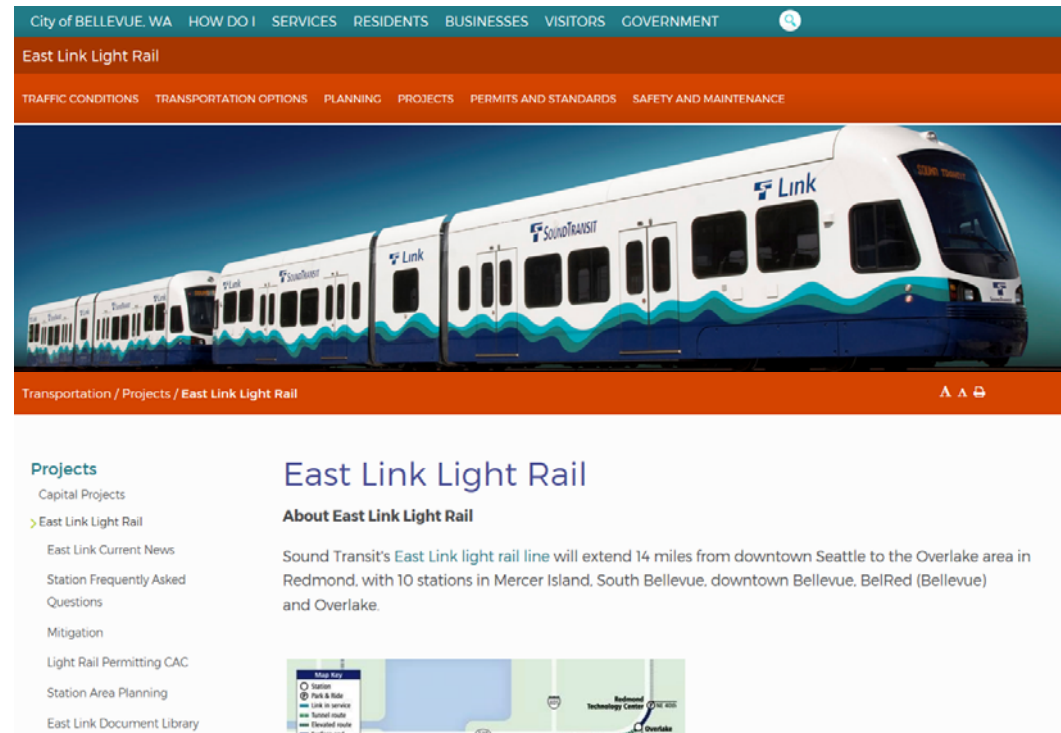 City of BELLEVUE, WA HOW DO I SERVICES RESIDENTS BUSINESSES VISITORS GOVERNMENT
East Link Light Rail
TRAFFIC CONDITIONS TRANSPORTATION OPTIONS PLANNING PROJECTS PERMITS AND STANDARDS SAFETY AND MAINTENANCE
SOUND TRANSIT
Link
SOUNDTRANSIT
Link
SOUNDTRANSIT
Link
Transportation / Projects / East Link Light Rail A A
Projects
Capital Projects
East Link Light Rail
East Link Current News
Station Frequently Asked
Questions
Mitigation
Light Rail Permitting CAC
Station Area Planning
East Link Document Library
East Link Light Rail
About East Link Light Rail
Sound Transit's East Link light rail line will extend 14 miles from downtown Seattle to the Overlake area in
Redmond, with 10 stations in Mercer Island, South Bellevue, downtown Bellevue, BelRed (Bellevue)
and Overlake.
Map Key
Station
P Park & Ride
Link in service
Tunnel route
Elevated route
Redmond
Technology Center P NE 40th
Overlake